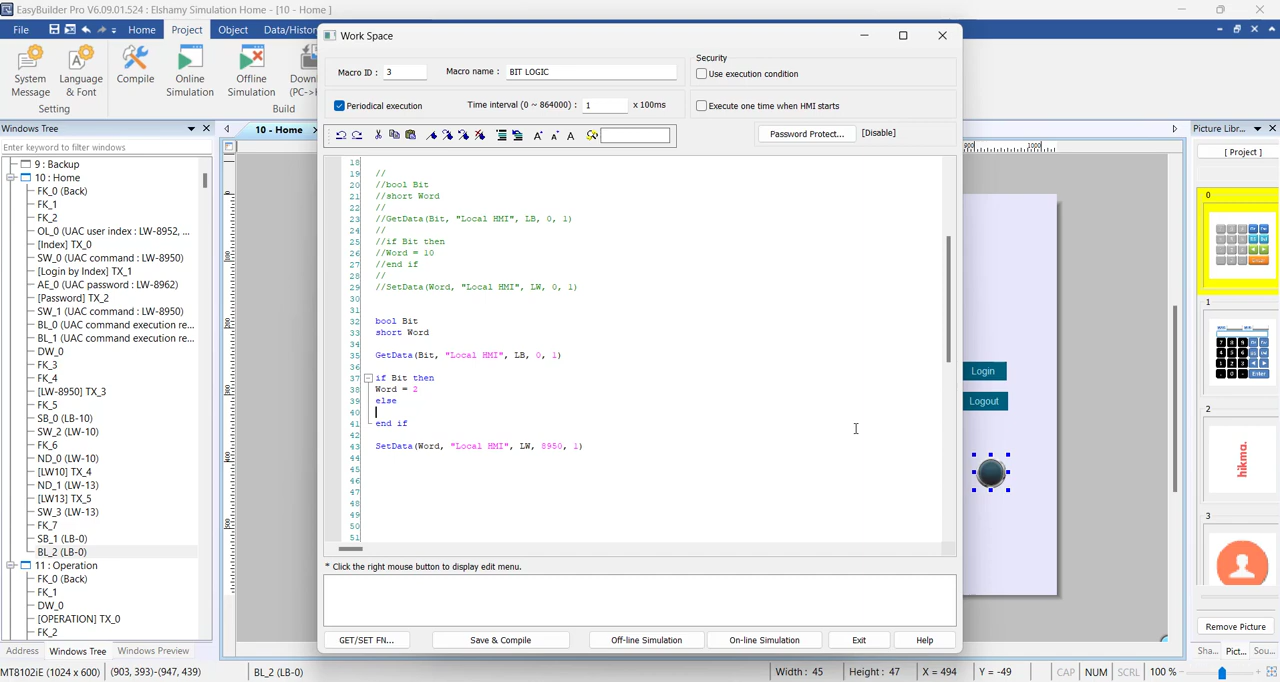 EasyBuilder Pro V6.09.01.524 : Elshamy Simulation Home - [10 - Home ]
File Home Project Object Data/Histor
System Message
Language & Font
Compile
Online Simulation
Offline Simulation
Down
(PC->H
Setting
Build
Windows Tree
Enter keyword to filter windows
9 : Backup
10 : Home
FK_0 (Back)
FK_1
FK_2
OL_0 (UAC user index : LW-8952, ...
[Index] TX_0
SW_0 (UAC command : LW-8950)
[Login by Index] TX_1
AE_0 (UAC password : LW-8962)
[Password] TX_2
SW_1 (UAC command : LW-8950)
BL_0 (UAC command execution re...
BL_1 (UAC command execution re...
DW_0
FK_3
FK_4
[LW-8950] TX_3
FK_5
SB_0 (LB-10)
SW_2 (LW-10)
FK_6
ND_0 (LW-10)
[LW10] TX_4
ND_1 (LW-13)
[LW13] TX_5
SW_3 (LW-13)
FK_7
SB_1 (LB-0)
BL_2 (LB-0)
11 : Operation
FK_0 (Back)
FK_1
DW_0
[OPERATION] TX_0
FK_2
Address Windows Tree Windows Preview
10 - Home
Work Space
Macro ID : 3
Macro name : BIT LOGIC
Security
Use execution condition
Periodical execution
Time interval (0 ~ 864000) : 1 x 100ms
Execute one time when HMI starts
Password Protect... [Disable]
18
19 //
20 //bool Bit
21 //short Word
22 //
23 //GetData(Bit, "Local HMI", LB, 0, 1)
24 //
25 //if Bit then
26 //Word = 10
27 //end if
28 //
29 //SetData(Word, "Local HMI", LW, 0, 1)
30
31
32 bool Bit
33 short Word
34
35 GetData(Bit, "Local HMI", LB, 0, 1)
36
37 if Bit then
38 Word = 2
39 else
40
41 end if
42
43 SetData(Word, "Local HMI", LW, 8950, 1)
44
45
46
47
48
49
50
51
* Click the right mouse button to display edit menu.
GET/SET FN... Save & Compile Off-line Simulation On-line Simulation Exit Help
900 1000
Login
Logout
Picture Libr...
[ Project ]
0
1
2
hikma.
3
Remove Picture
Sha... Pict... Sou...
MT8102iE (1024 x 600) (903, 393)-(947, 439) BL_2 (LB-0) Width : 45 Height : 47 X = 494 Y = -49 CAP NUM SCRL 100 %